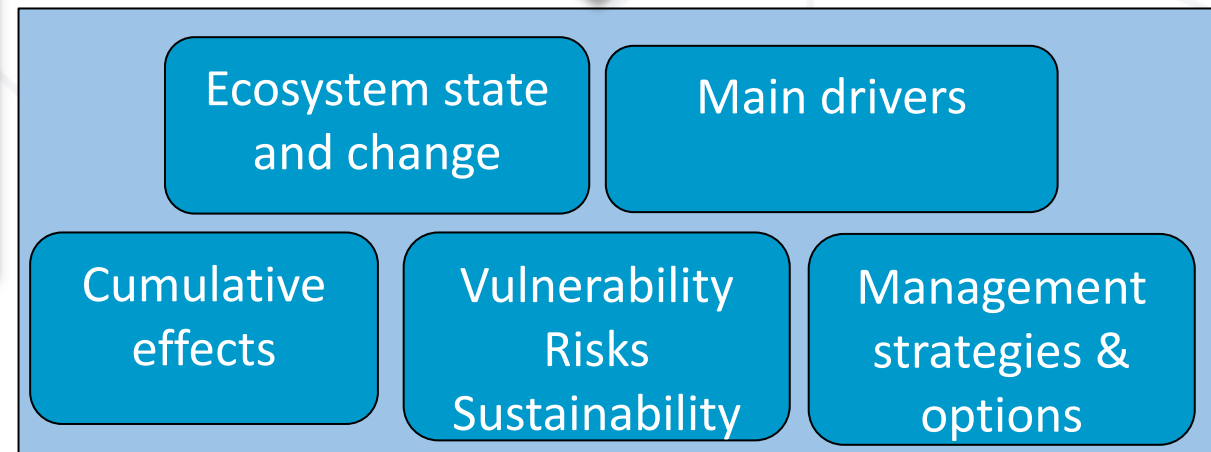 Ecosystem state
and change
Main drivers
Cumulative
effects
Vulnerability
Risks
Sustainability
Management
strategies &
options